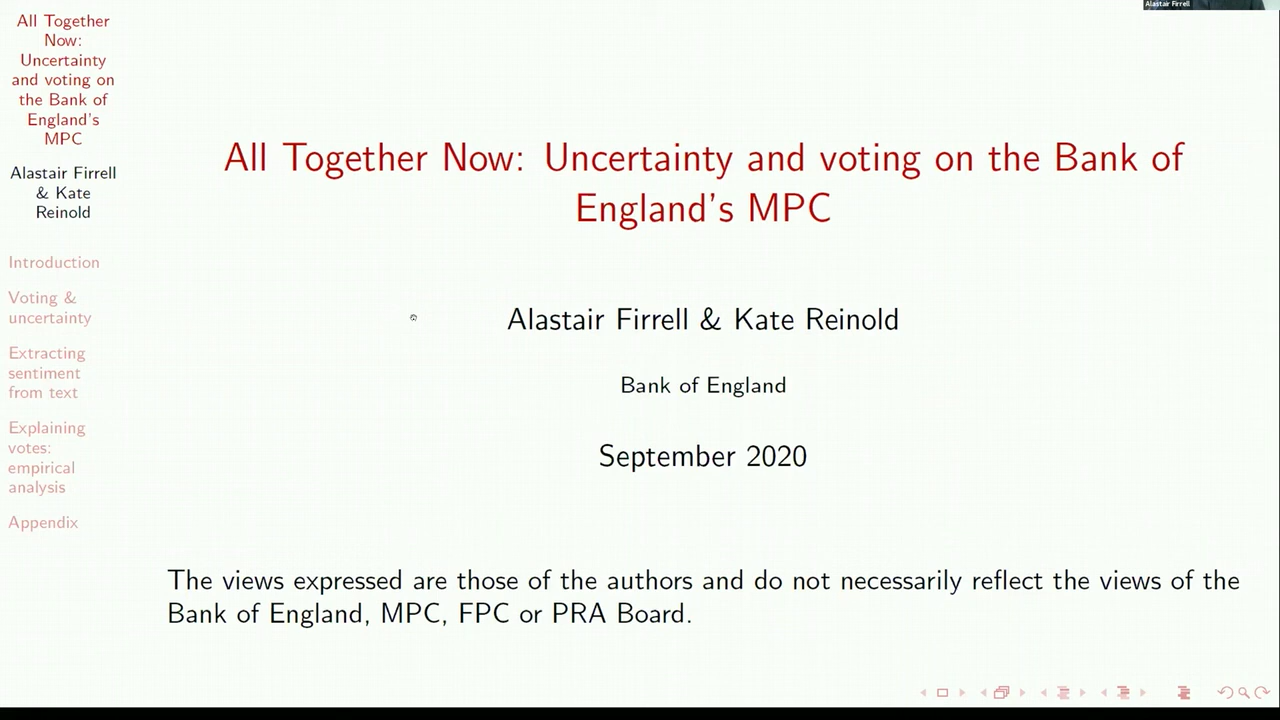 All Together
Now:
Uncertainty
and voting on
the Bank of
England's
MPC
Alastair Firrell
& Kate
Reinold
Introduction
Voting &
uncertainty
Extracting
sentiment
from text
Explaining
votes:
empirical
analysis
Appendix
Alastair Firrell
All Together Now: Uncertainty and voting on the Bank of
England's MPC
Alastair Firrell & Kate Reinold
Bank of England
September 2020
The views expressed are those of the authors and do not necessarily reflect the views of the
Bank of England, MPC, FPC or PRA Board.